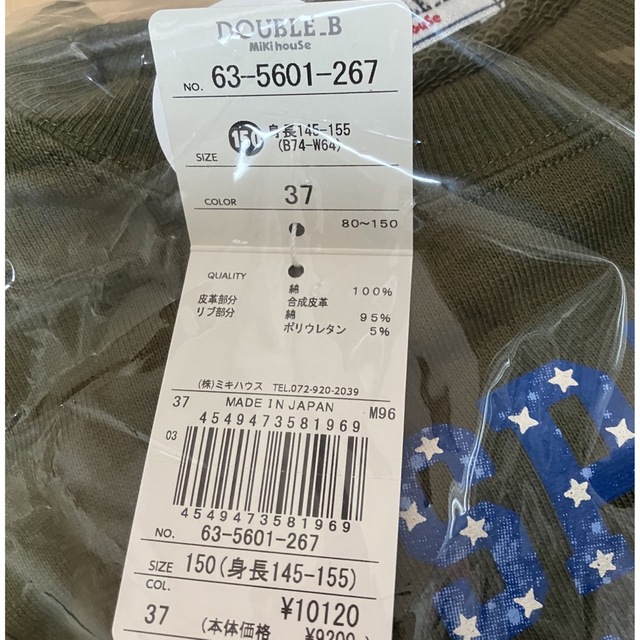 DOUBLE_B
MiKi houSe
NO. 63-5601-267
SIZE 150 身長145-155
(B74-W64)
COLOR 37
80～150
QUALITY
綿 100%
皮革部分 合成皮革
リブ部分 綿 95%
ポリウレタン 5%
(株)ミキハウス TEL.072-920-2039
37 MADE IN JAPAN M96
4549473581969
03
4549473581969
NO. 63-5601-267
SIZE 150(身長145-155)
COL. ¥10120
37 (本体価格
¥9200)
SP